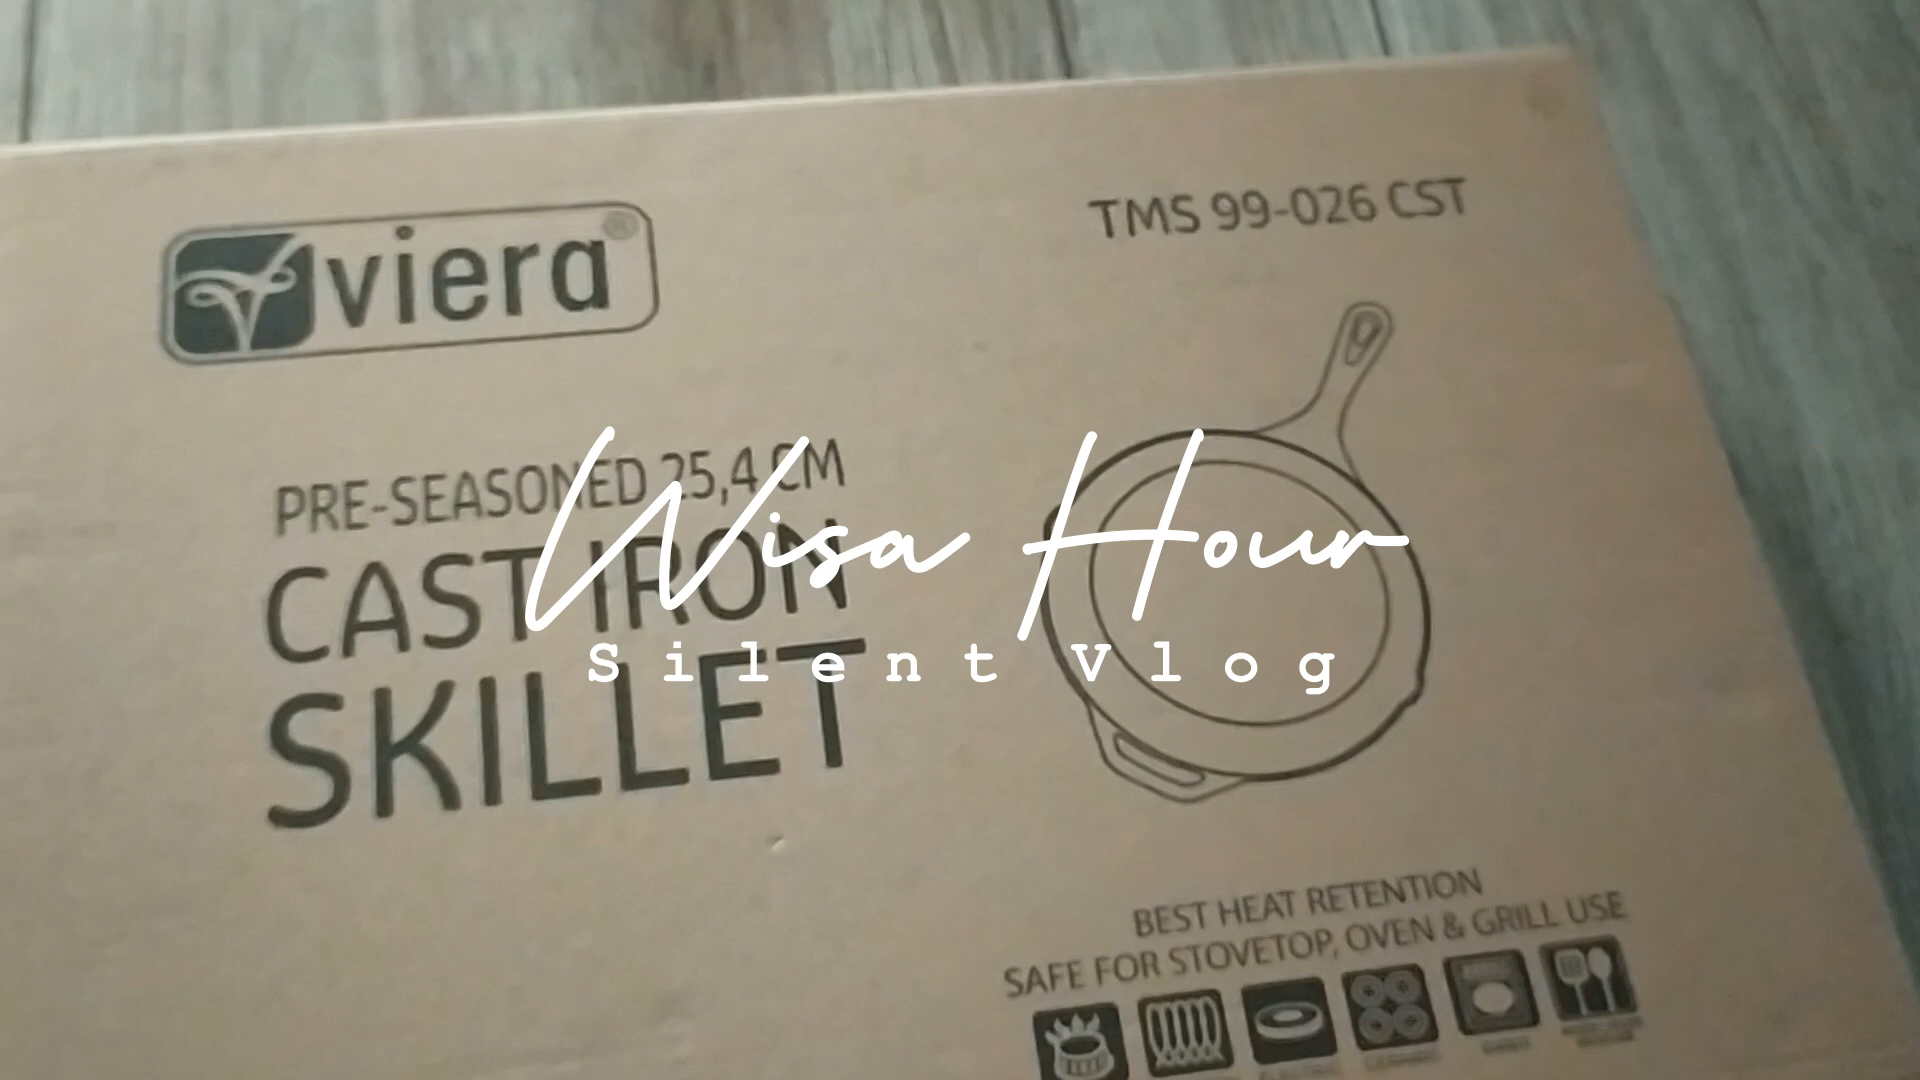 viera®
TMS 99-026 CST
PRE-SEASONED 25,4 CM
CAST IRON
SKILLET
Wisa Hour
Silent Vlog
BEST HEAT RETENTION
SAFE FOR STOVETOP, OVEN & GRILL USE